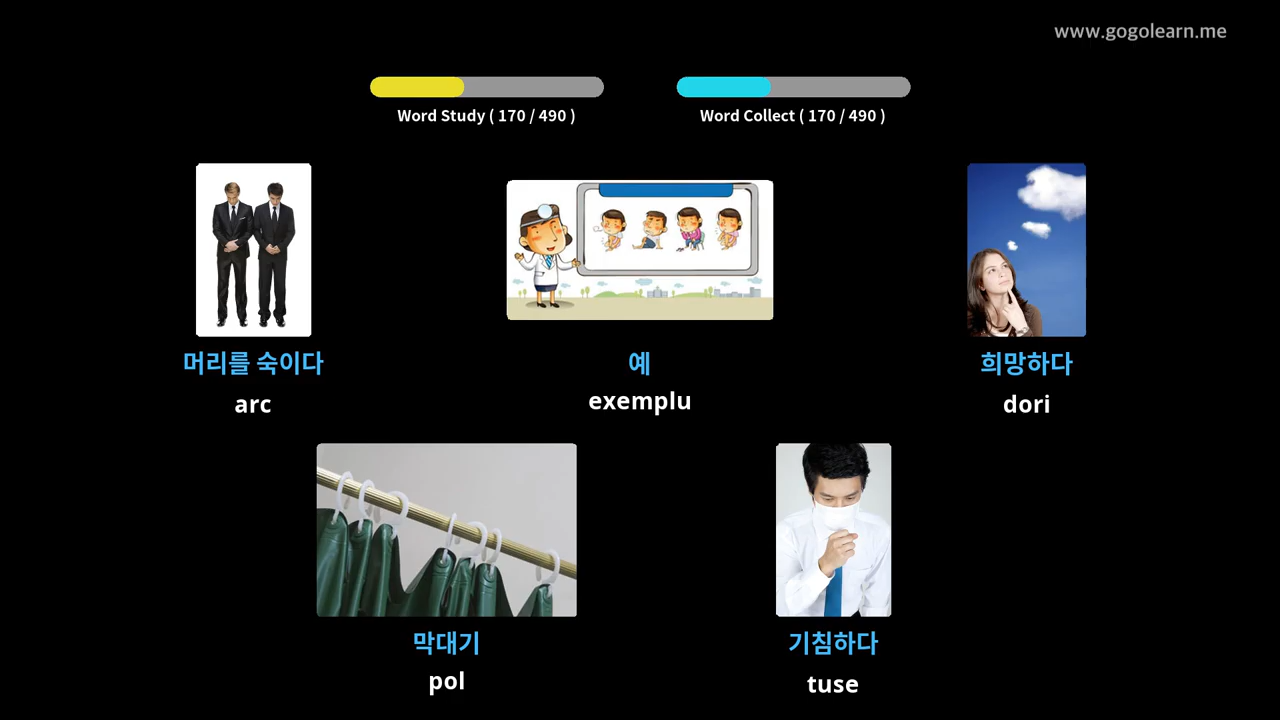 www.gogolearn.me
Word Study ( 170 / 490 )
Word Collect ( 170 / 490 )
머리를 숙이다
arc
예
exemplu
희망하다
dori
막대기
pol
기침하다
tuse